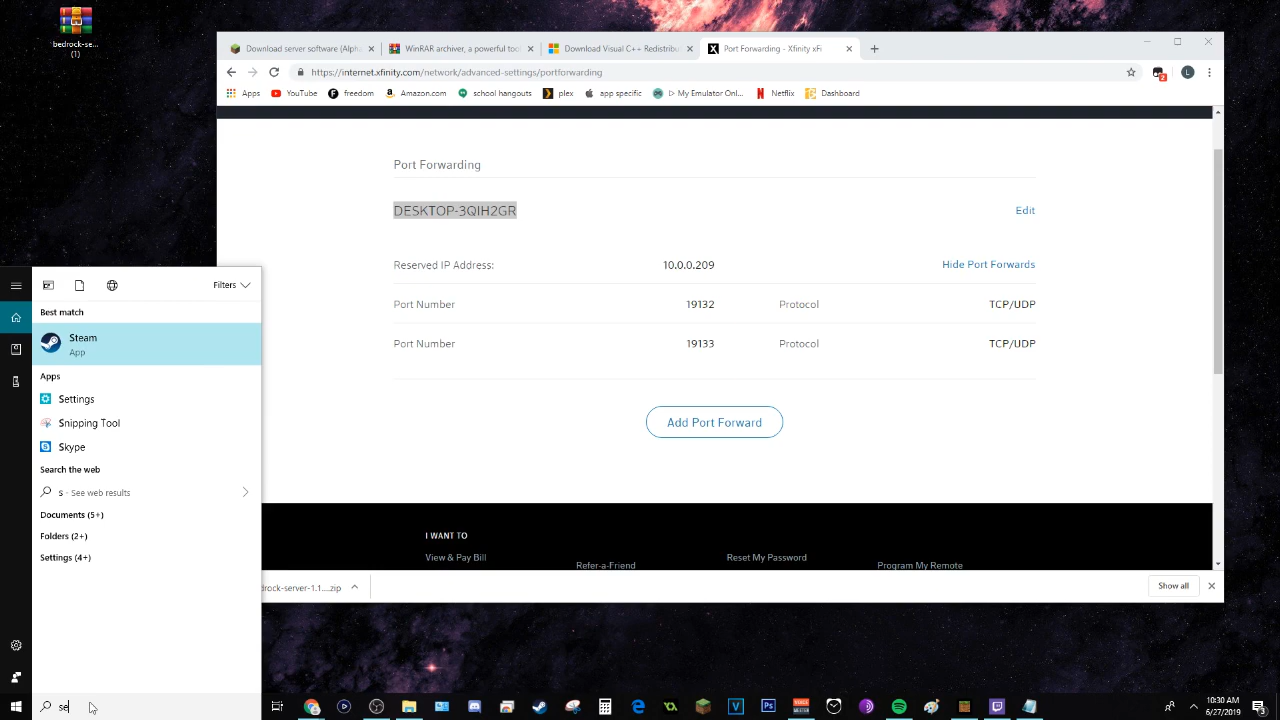 bedrock-se...
(1)
Download server software (Alpha
WinRAR archiver, a powerful tool
Download Visual C++ Redistribu
Port Forwarding - Xfinity xFi
https://internet.xfinity.com/network/advanced-settings/portforwarding
L
2
Apps
YouTube
freedom
Amazon.com
school hangouts
plex
app specific
▷ My Emulator Onl...
Netflix
Dashboard
Port Forwarding
DESKTOP-3QIH2GR
Edit
Reserved IP Address:
10.0.0.209
Hide Port Forwards
Port Number
19132
Protocol
TCP/UDP
Port Number
19133
Protocol
TCP/UDP
Add Port Forward
I WANT TO
View & Pay Bill
Refer-a-Friend
Reset My Password
Program My Remote
drock-server-1.1....zip
Show all
Filters
Best match
Steam
App
Apps
Settings
Snipping Tool
Skype
Search the web
s - See web results
Documents (5+)
Folders (2+)
Settings (4+)
se
10:30 AM
6/27/2019